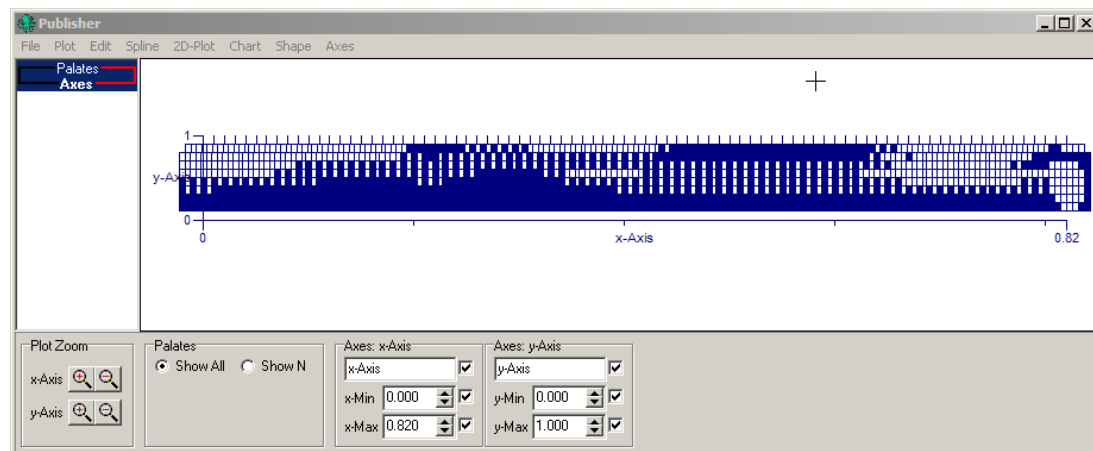 Publisher
File Plot Edit Spline 2D-Plot Chart Shape Axes
Palates
Axes
1
y-Axis
0
0 x-Axis 0.82
Plot Zoom
x-Axis
y-Axis
Palates
Show All Show N
Axes: x-Axis
x-Axis
x-Min 0.000
x-Max 0.820
Axes: y-Axis
y-Axis
y-Min 0.000
y-Max 1.000